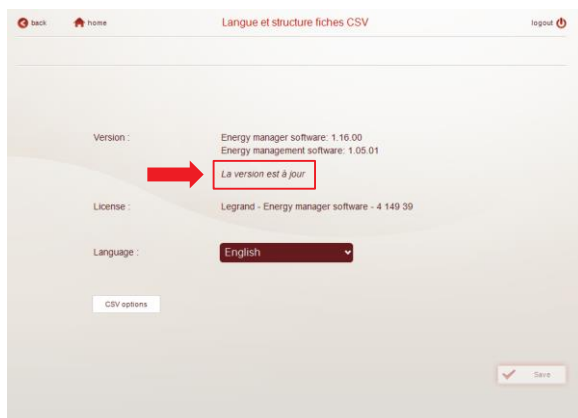 back home Langue et structure fiches CSV logout
Version : Energy manager software: 1.16.00
Energy management software: 1.05.01
La version est à jour
License : Legrand - Energy manager software - 4 149 39
Language : English
CSV options
Save